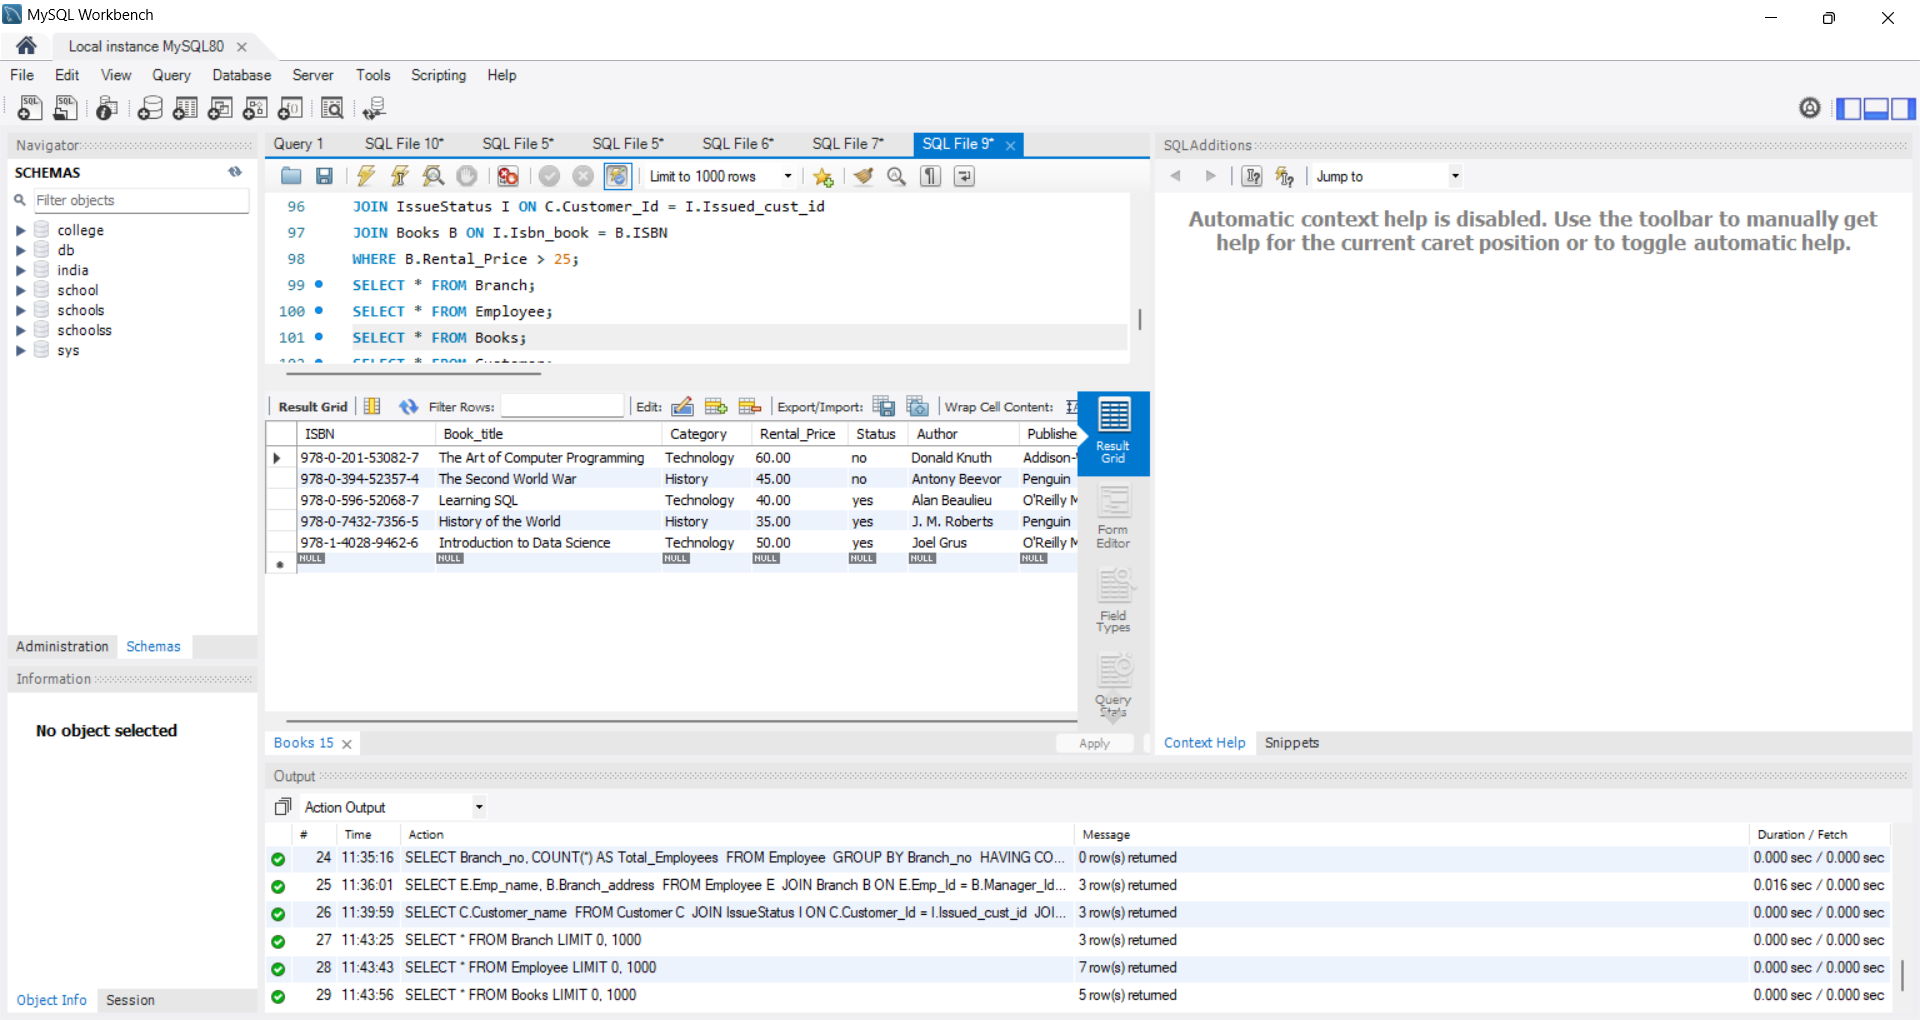 MySQL Workbench
Local instance MySQL80
File Edit View Query Database Server Tools Scripting Help
Navigator
SCHEMAS
Filter objects
college
db
india
school
schools
schoolss
sys
Administration Schemas
Information
No object selected
Object Info Session
Query 1 SQL File 10* SQL File 5* SQL File 5* SQL File 6* SQL File 7* SQL File 9*
Limit to 1000 rows
96 JOIN IssueStatus I ON C.Customer_Id = I.Issued_cust_id
97 JOIN Books B ON I.Isbn_book = B.ISBN
98 WHERE B.Rental_Price > 25;
99 SELECT * FROM Branch;
100 SELECT * FROM Employee;
101 SELECT * FROM Books;
102 SELECT * FROM Customer;
Result Grid Filter Rows: Edit: Export/Import: Wrap Cell Content:
ISBN Book_title Category Rental_Price Status Author Publishe
978-0-201-53082-7 The Art of Computer Programming Technology 60.00 no Donald Knuth Addison-
978-0-394-52357-4 The Second World War History 45.00 no Antony Beevor Penguin
978-0-596-52068-7 Learning SQL Technology 40.00 yes Alan Beaulieu O'Reilly M
978-0-7432-7356-5 History of the World History 35.00 yes J. M. Roberts Penguin
978-1-4028-9462-6 Introduction to Data Science Technology 50.00 yes Joel Grus O'Reilly M
NULL NULL NULL NULL NULL NULL NULL
Result Grid
Form Editor
Field Types
Query Stats
Books 15 Apply
SQLAdditions
Jump to
Automatic context help is disabled. Use the toolbar to manually get
help for the current caret position or to toggle automatic help.
Context Help Snippets
Output
Action Output
# Time Action Message Duration / Fetch
24 11:35:16 SELECT Branch_no, COUNT(*) AS Total_Employees FROM Employee GROUP BY Branch_no HAVING CO... 0 row(s) returned 0.000 sec / 0.000 sec
25 11:36:01 SELECT E.Emp_name, B.Branch_address FROM Employee E JOIN Branch B ON E.Emp_Id = B.Manager_Id... 3 row(s) returned 0.016 sec / 0.000 sec
26 11:39:59 SELECT C.Customer_name FROM Customer C JOIN IssueStatus I ON C.Customer_Id = I.Issued_cust_id JOI... 3 row(s) returned 0.000 sec / 0.000 sec
27 11:43:25 SELECT * FROM Branch LIMIT 0, 1000 3 row(s) returned 0.000 sec / 0.000 sec
28 11:43:43 SELECT * FROM Employee LIMIT 0, 1000 7 row(s) returned 0.000 sec / 0.000 sec
29 11:43:56 SELECT * FROM Books LIMIT 0, 1000 5 row(s) returned 0.000 sec / 0.000 sec